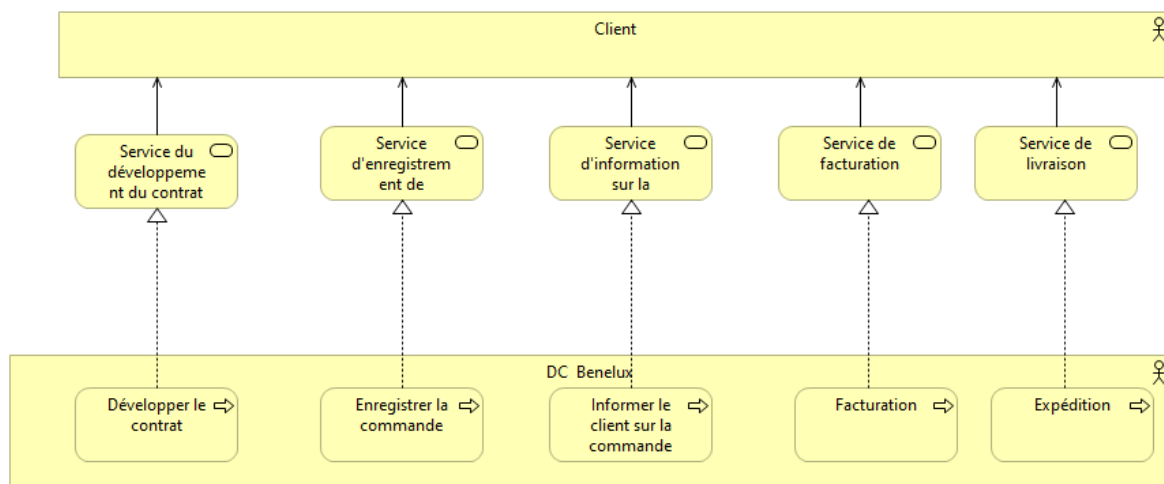 Client
Service du
développeme
nt du contrat
Service
d'enregistrem
ent de
Service
d'information
sur la
Service de
facturation
Service de
livraison
DC Benelux
Développer le
contrat
Enregistrer la
commande
Informer le
client sur la
commande
Facturation
Expédition